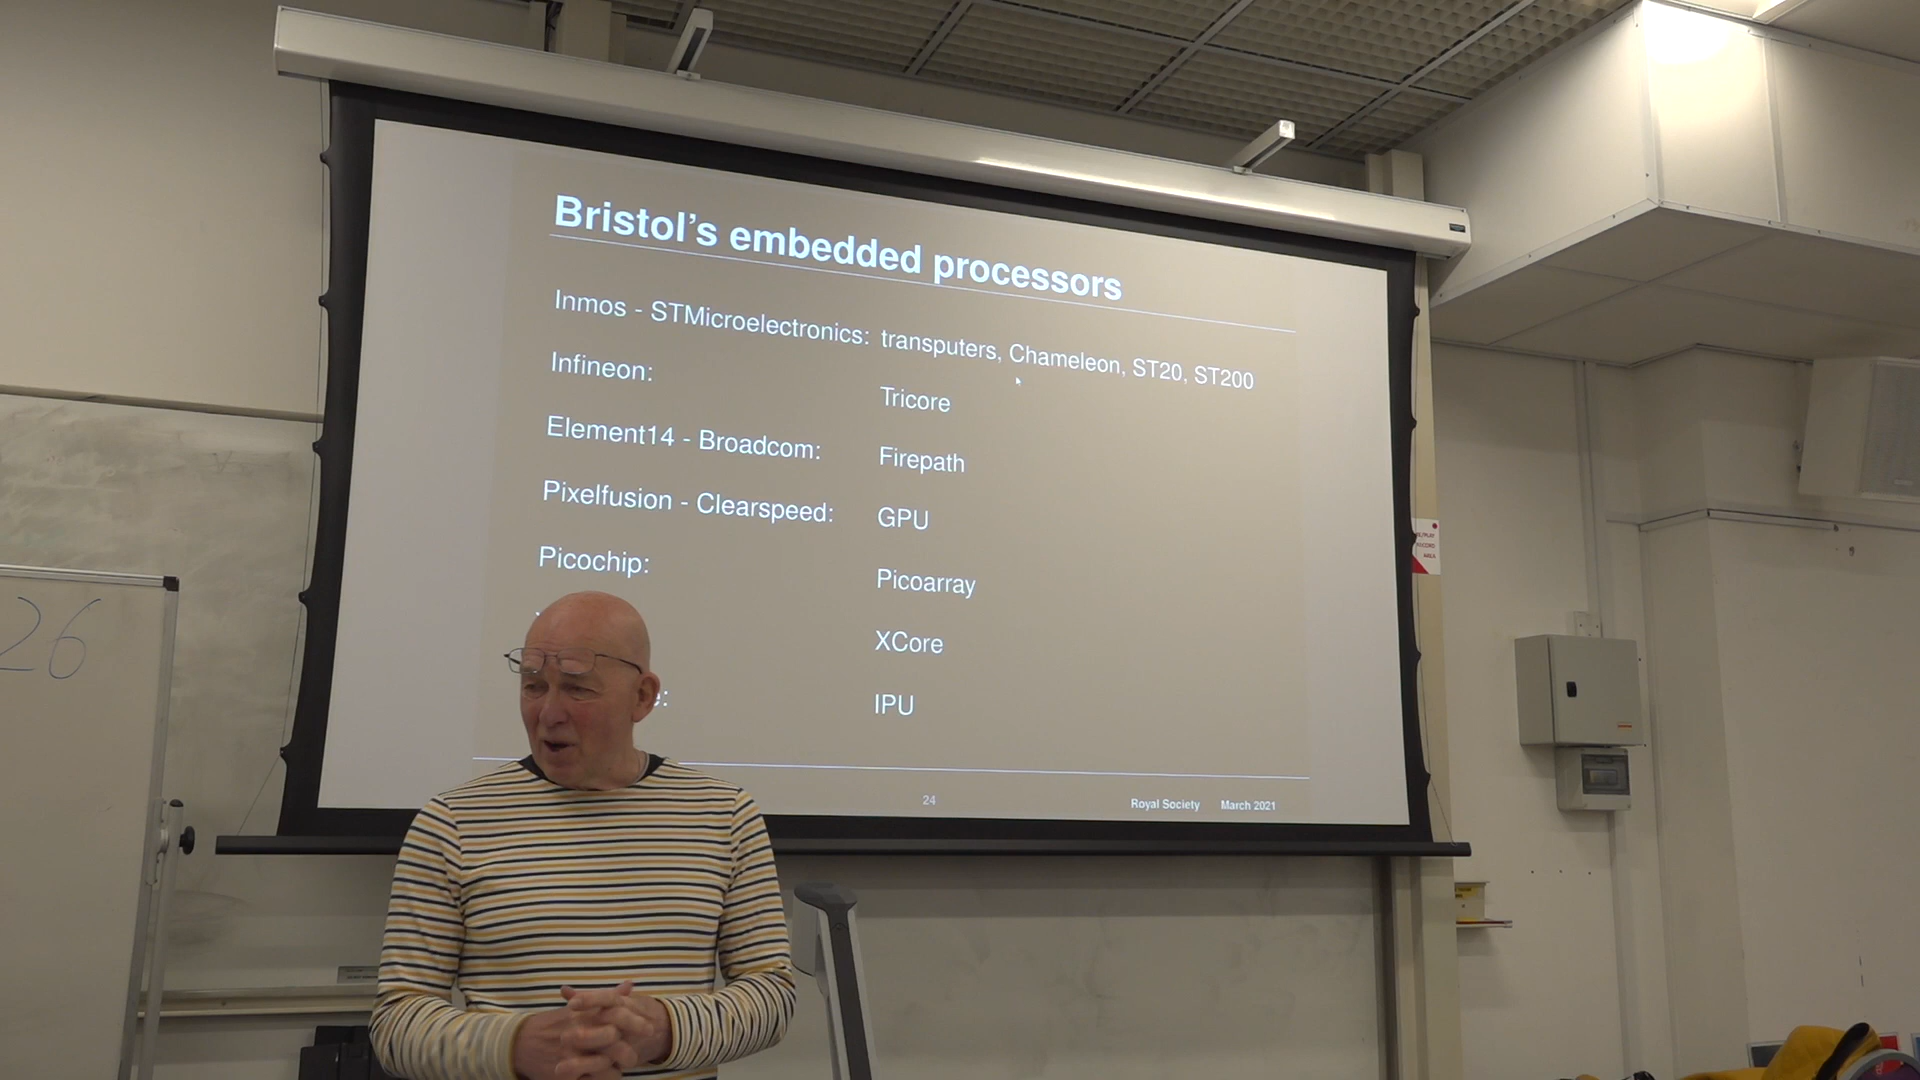 Bristol's embedded processors
Inmos - STMicroelectronics: transputers, Chameleon, ST20, ST200
Infineon: Tricore
Element14 - Broadcom: Firepath
Pixelfusion - Clearspeed: GPU
Picochip: Picoarray
XCore
e: IPU
24 Royal Society March 2021
26